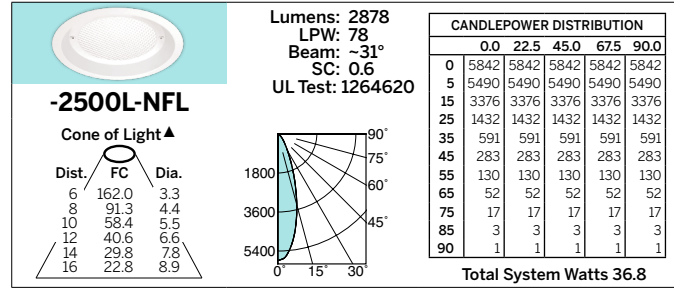 -2500L-NFL
Cone of Light▲
Dist. FC Dia.
6 162.0 3.3
8 91.3 4.4
10 58.4 5.5
12 40.6 6.6
14 29.8 7.8
16 22.8 8.9
Lumens: 2878
LPW: 78
Beam: ~31°
SC: 0.6
UL Test: 1264620
90°
75°
60°
45°
1800
3600
5400
0° 15° 30°
CANDLEPOWER DISTRIBUTION
0.0 22.5 45.0 67.5 90.0
0 5842 5842 5842 5842 5842
5 5490 5490 5490 5490 5490
15 3376 3376 3376 3376 3376
25 1432 1432 1432 1432 1432
35 591 591 591 591 591
45 283 283 283 283 283
55 130 130 130 130 130
65 52 52 52 52 52
75 17 17 17 17 17
85 3 3 3 3 3
90 1 1 1 1 1
Total System Watts 36.8